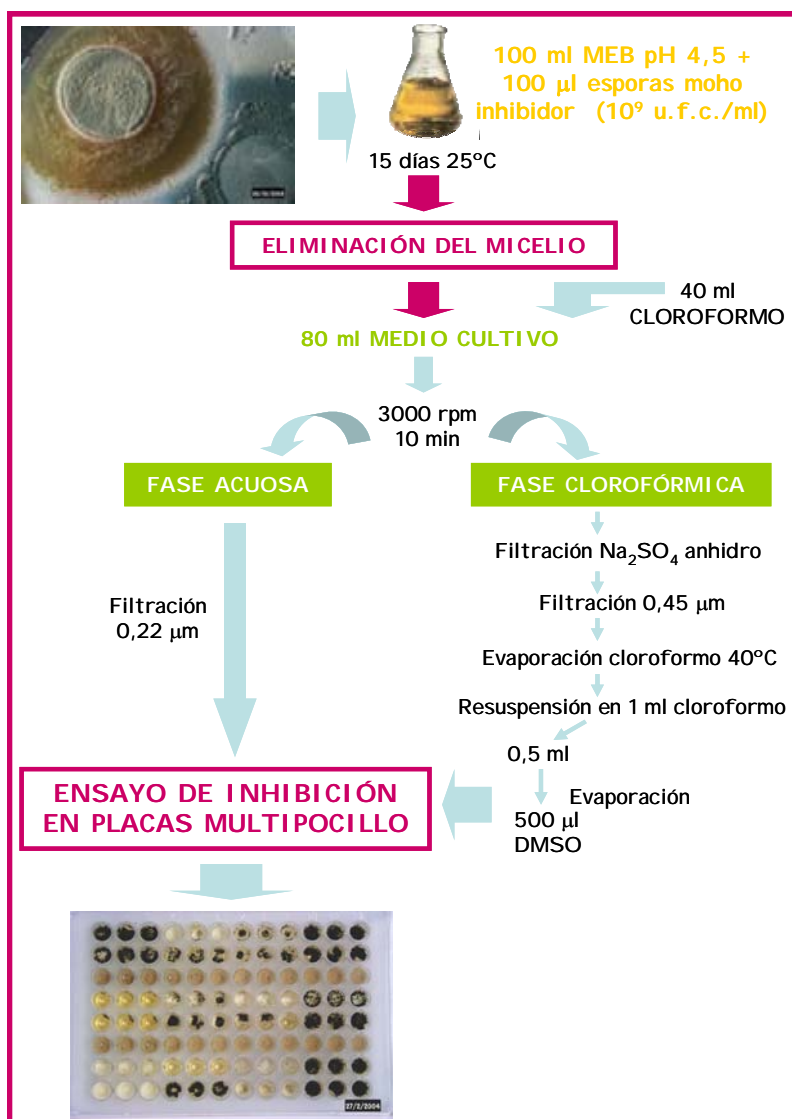 100 ml MEB pH 4,5 +
100 μl esporas moho
inhibidor (10⁹ u.f.c./ml)
15 días 25ºC
ELIMINACIÓN DEL MICELIO
40 ml
CLOROFORMO
80 ml MEDIO CULTIVO
3000 rpm
10 min
FASE ACUOSA
FASE CLOROFÓRMICA
Filtración Na₂SO₄ anhidro
Filtración
0,22 μm
Filtración 0,45 μm
Evaporación cloroformo 40ºC
Resuspensión en 1 ml cloroformo
0,5 ml
Evaporación
500 μl
DMSO
ENSAYO DE INHIBICIÓN
EN PLACAS MULTIPOCILLO
27/2/2004